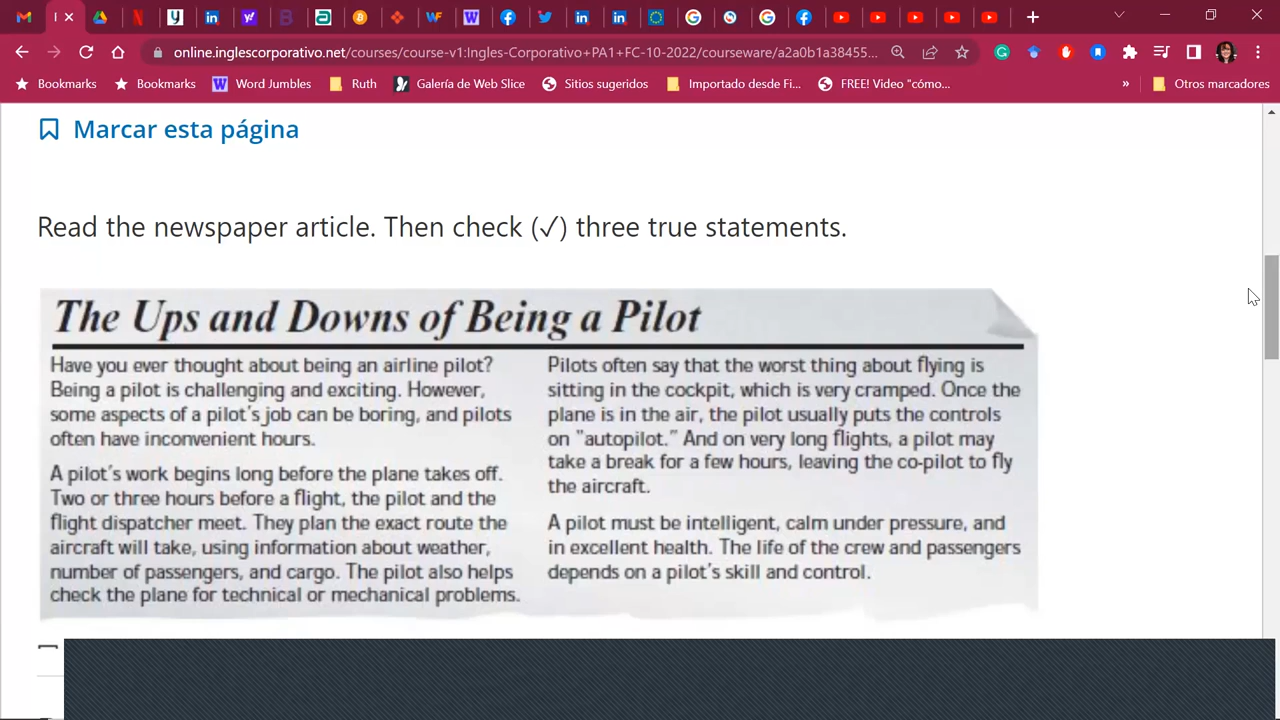 online.inglescorporativo.net/courses/course-v1:Ingles-Corporativo+PA1+FC-10-2022/courseware/a2a0b1a38455...
Bookmarks
Bookmarks
Word Jumbles
Ruth
Galería de Web Slice
Sitios sugeridos
Importado desde Fi...
FREE! Video "cómo...
»
Otros marcadores
Marcar esta página
Read the newspaper article. Then check (✓) three true statements.
The Ups and Downs of Being a Pilot
Have you ever thought about being an airline pilot?
Being a pilot is challenging and exciting. However,
some aspects of a pilot's job can be boring, and pilots
often have inconvenient hours.
A pilot's work begins long before the plane takes off.
Two or three hours before a flight, the pilot and the
flight dispatcher meet. They plan the exact route the
aircraft will take, using information about weather,
number of passengers, and cargo. The pilot also helps
check the plane for technical or mechanical problems.
Pilots often say that the worst thing about flying is
sitting in the cockpit, which is very cramped. Once the
plane is in the air, the pilot usually puts the controls
on "autopilot." And on very long flights, a pilot may
take a break for a few hours, leaving the co-pilot to fly
the aircraft.
A pilot must be intelligent, calm under pressure, and
in excellent health. The life of the crew and passengers
depends on a pilot's skill and control.